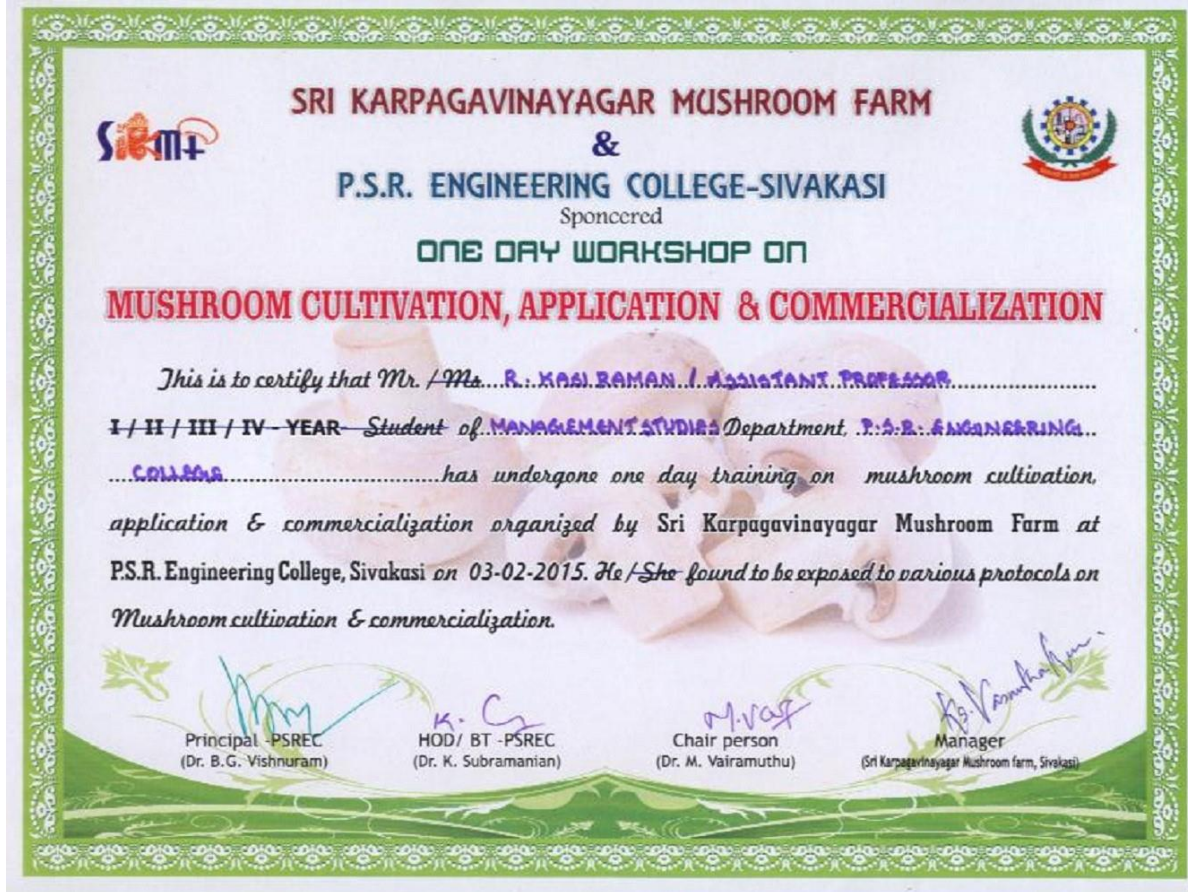 SRI KARPAGAVINAYAGAR MUSHROOM FARM
&
P.S.R. ENGINEERING COLLEGE-SIVAKASI
Sponcered
ONE DAY WORKSHOP ON
MUSHROOM CULTIVATION, APPLICATION & COMMERCIALIZATION
This is to certify that Mr. / Ms....R. KASI RAMAN / ASSISTANT PROFESSOR....
I / II / III / IV - YEAR- Student of..MANAGEMENT STUDIES Department, P.S.R. ENGINEERING..
....COLLEGE....has undergone one day training on mushroom cultivation,
application & commercialization organized by Sri Karpagavinayagar Mushroom Farm at
P.S.R. Engineering College, Sivakasi on 03-02-2015. He / She found to be exposed to various protocols on
Mushroom cultivation & commercialization.
K. M.
Principal -PSREC HOD/ BT -PSREC Chair person Manager
(Dr. B.G. Vishnuram) (Dr. K. Subramanian) (Dr. M. Vairamuthu) (Sri Karpagavinayagar Mushroom farm, Sivakasi)